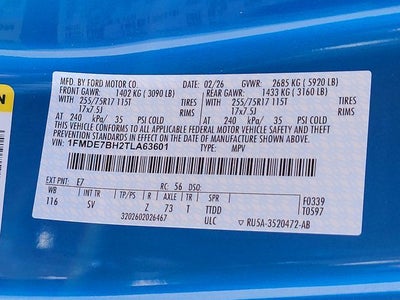 MFD. BY FORD MOTOR CO. 02/26 GVWR: 2685 KG ( 5920 LB)
FRONT GAWR: 1402 KG ( 3090 LB) REAR GAWR: 1433 KG ( 3160 LB)
255/75R17 115T TIRES 255/75R17 115T TIRES
17x7.5J RIMS 17x7.5J RIMS
AT 240 kPa/ 35 PSI COLD AT 240 kPa/ 35 PSI COLD
THIS VEHICLE CONFORMS TO ALL APPLICABLE FEDERAL MOTOR VEHICLE SAFETY
AND THEFT PREVENTION STANDARDS IN EFFECT ON THE DATE OF MANUFACTURE SHOWN ABOVE.
VIN: 1FMDE7BH2TLA63601 TYPE: MPV
EXT PNT: E7 RC: 56 DSO: F0339
WB INT TR TP/PS R AXLE TR SPR T0597
116 SV Z 73 T TTDD
3202602026467 ULC RU5A-3520472-AB